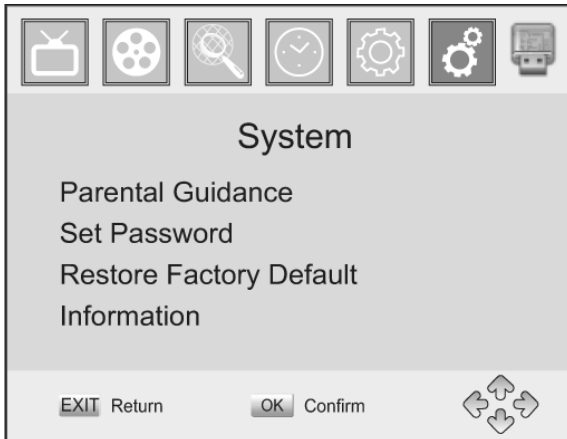 System
Parental Guidance
Set Password
Restore Factory Default
Information
EXIT Return OK Confirm